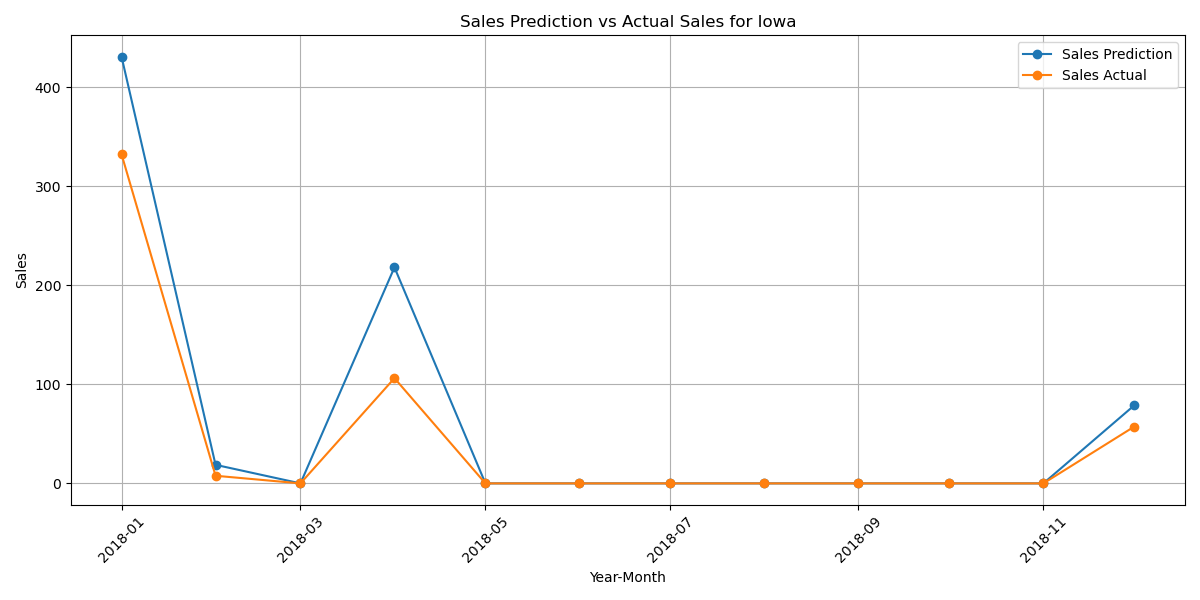 Sales Prediction vs Actual Sales for Iowa
Sales Prediction
Sales Actual
400
300
200
100
0
Sales
2018-01
2018-03
2018-05
2018-07
2018-09
2018-11
Year-Month